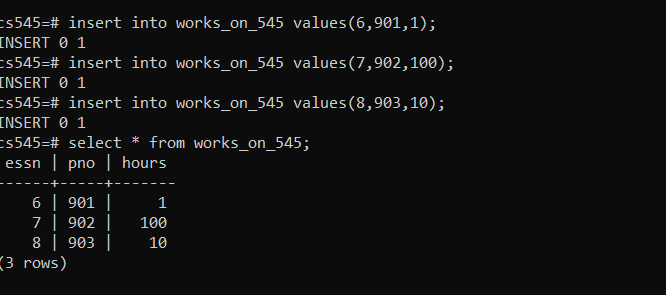 cs545=# insert into works_on_545 values(6,901,1);
INSERT 0 1
cs545=# insert into works_on_545 values(7,902,100);
INSERT 0 1
cs545=# insert into works_on_545 values(8,903,10);
INSERT 0 1
cs545=# select * from works_on_545;
 essn | pno | hours
------+-----+-------
    6 | 901 |     1
    7 | 902 |   100
    8 | 903 |    10
(3 rows)